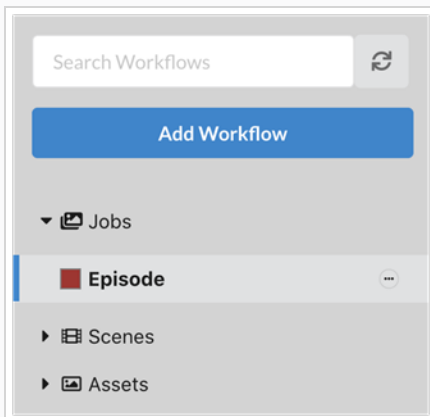 Search Workflows
Add Workflow
Jobs
Episode
Scenes
Assets